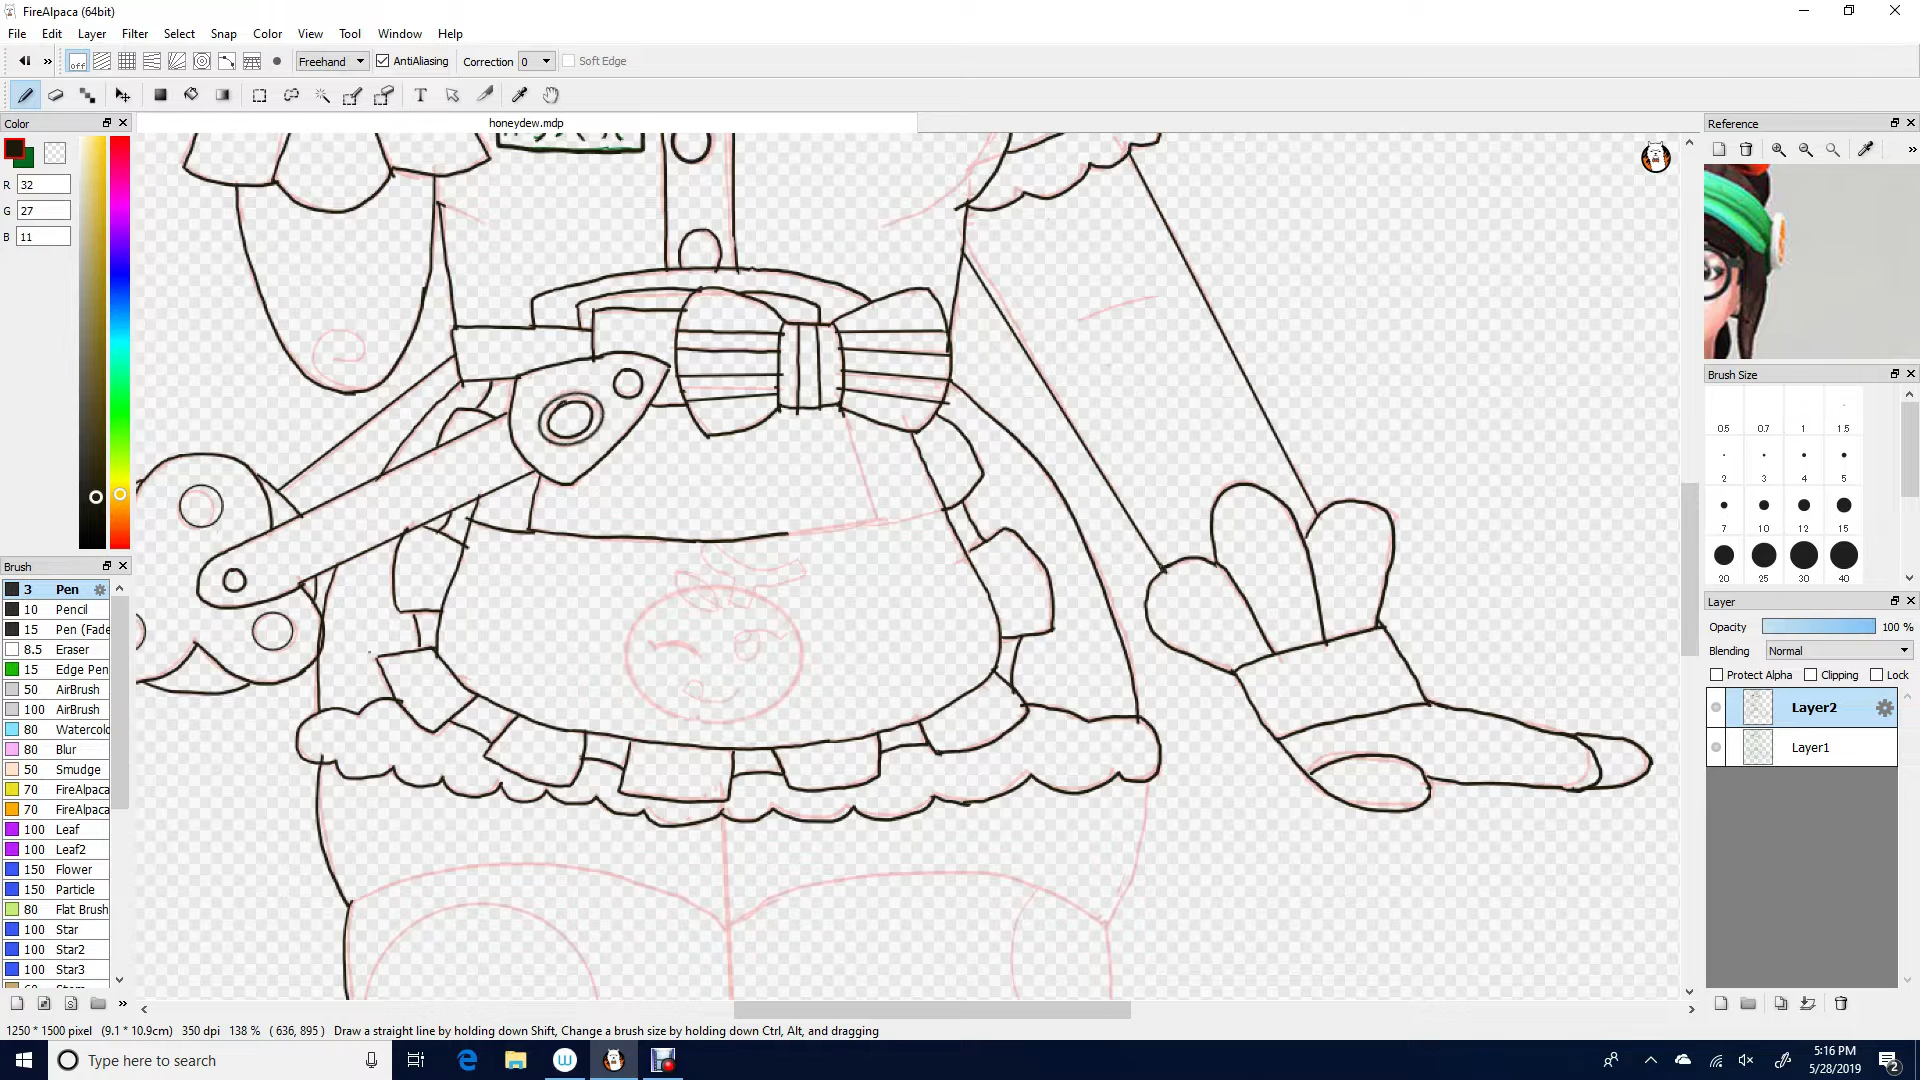 FireAlpaca (64bit)
File Edit Layer Filter Select Snap Color View Tool Window Help
off Freehand AntiAliasing Correction 0 Soft Edge
T
Color honeydew.mdp Reference
R 32
G 27
B 11
Brush Size
0.5 0.7 1 1.5
2 3 4 5
7 10 12 15
20 25 30 40
Brush
3 Pen
10 Pencil
15 Pen (Fade
8.5 Eraser
15 Edge Pen
50 AirBrush
100 AirBrush
80 Watercolo
80 Blur
50 Smudge
70 FireAlpaca
70 FireAlpaca
100 Leaf
100 Leaf2
150 Flower
150 Particle
80 Flat Brush
100 Star
100 Star2
100 Star3
Layer
Opacity 100 %
Blending Normal
Protect Alpha Clipping Lock
Layer2
Layer1
1250 * 1500 pixel (9.1 * 10.9cm) 350 dpi 138 % ( 636, 895 ) Draw a straight line by holding down Shift, Change a brush size by holding down Ctrl, Alt, and dragging
Type here to search
5:16 PM
5/28/2019
2